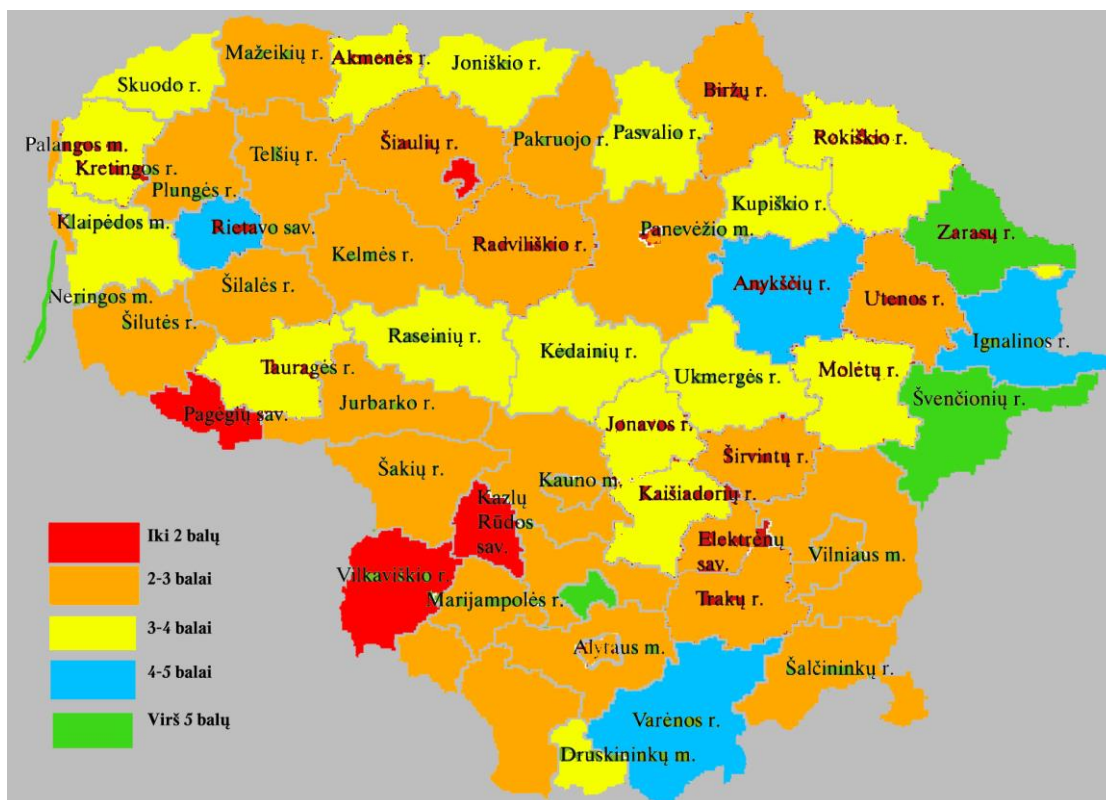 Mažeikių r.
Akmenės r.
Joniškio r.
Skuodo r.
Biržų r.
Šiaulių r.
Pakruojo r.
Pasvalio r.
Rokiškio r.
Palangos m.
Kretingos r.
Telšių r.
Plungės r.
Kupiškio r.
Klaipėdos m.
Rietavo sav.
Radviliškio r.
Panevėžio m.
Zarasų r.
Kelmės r.
Neringos m.
Šilalės r.
Anykščių r.
Utenos r.
Šilutės r.
Raseinių r.
Kėdainių r.
Ignalinos r.
Tauragės r.
Ukmergės r.
Molėtų r.
Pagėgių sav.
Jurbarko r.
Jonavos r.
Švenčionių r.
Šakių r.
Kauno m.
Širvintų r.
Kazlų
Rūdos
sav.
Kaišiadorių r.
Elektrėnų
sav.
Vilniaus m.
Vilkaviškio r.
Marijampolės r.
Trakų r.
Alytaus m.
Šalčininkų r.
Varėnos r.
Druskininkų m.
Iki 2 balų
2-3 balai
3-4 balai
4-5 balai
Virš 5 balų